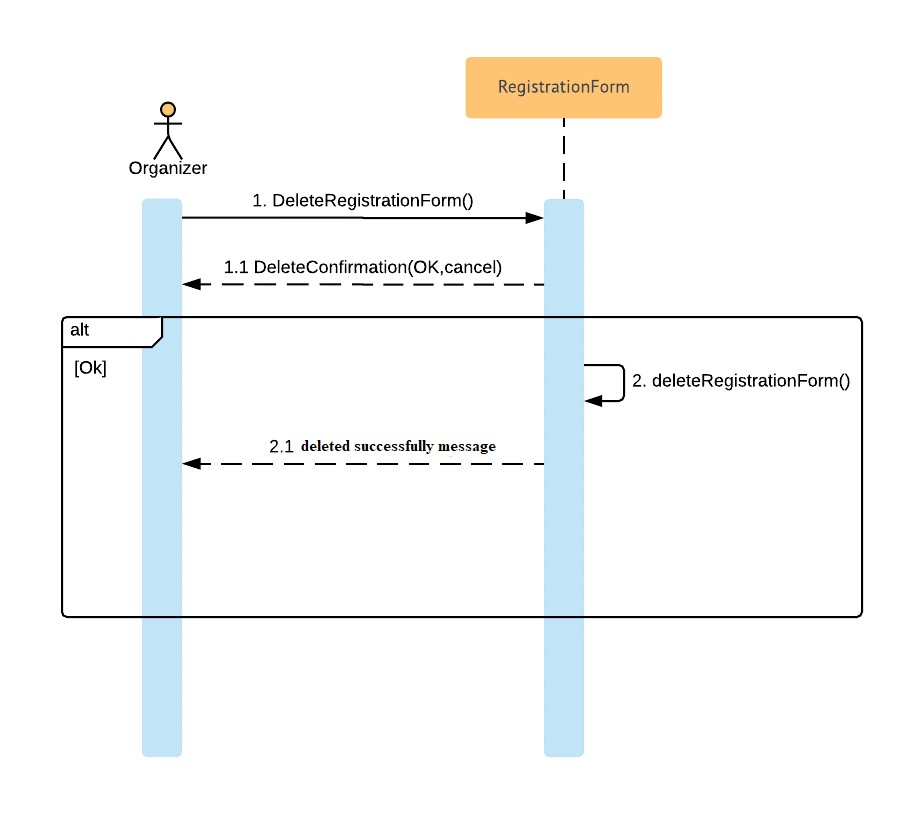 RegistrationForm
Organizer
1. DeleteRegistrationForm()
1.1 DeleteConfirmation(OK,cancel)
alt
[Ok]
2. deleteRegistrationForm()
2.1 deleted successfully message